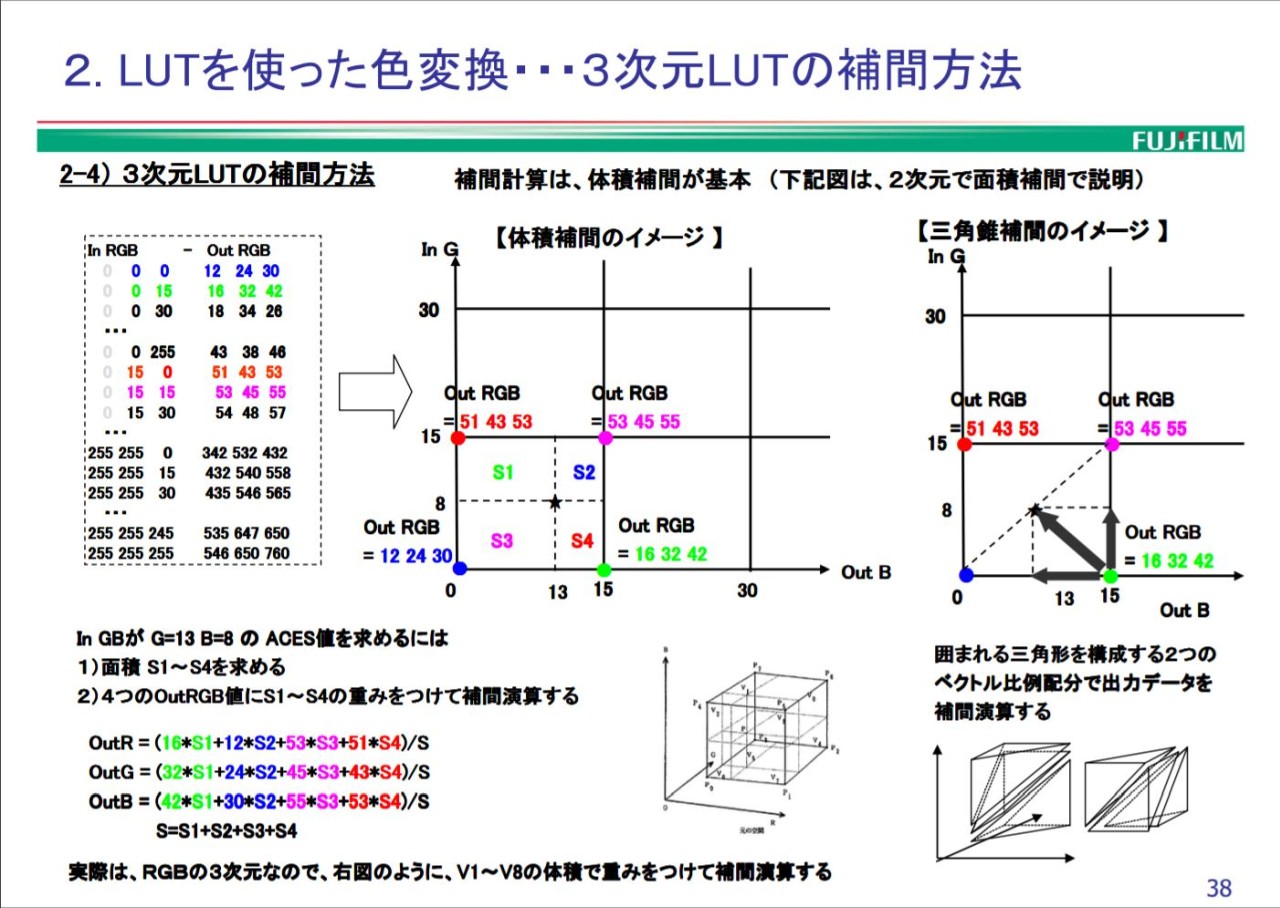 2. LUTを使った色変換・・・3次元LUTの補間方法
FUJIFILM
2-4) 3次元LUTの補間方法
補間計算は、体積補間が基本 (下記図は、2次元で面積補間で説明)
In RGB - Out RGB
0 0 0 12 24 30
0 0 15 16 32 42
0 0 30 18 34 26
・・・
0 0 255 43 38 46
0 15 0 51 43 53
0 15 15 53 45 55
0 15 30 54 48 57
・・・
255 255 0 342 532 432
255 255 15 432 540 558
255 255 30 435 546 565
・・・
255 255 245 535 647 650
255 255 255 546 650 760
【体積補間のイメージ 】
In G
30
Out RGB
=51 43 53
Out RGB
=53 45 55
15
S1
S2
8
S3
S4
Out RGB
= 12 24 30
Out RGB
= 16 32 42
Out B
0
13
15
30
【三角錐補間のイメージ 】
In G
30
Out RGB
=51 43 53
Out RGB
=53 45 55
15
8
Out RGB
= 16 32 42
0
13
15
Out B
In GBが G=13 B=8 の ACES値を求めるには
1)面積 S1~S4を求める
2)4つのOutRGB値にS1~S4の重みをつけて補間演算する
OutR = (16*S1+12*S2+53*S3+51*S4)/S
OutG = (32*S1+24*S2+45*S3+43*S4)/S
OutB = (42*S1+30*S2+55*S3+53*S4)/S
S=S1+S2+S3+S4
実際は、RGBの3次元なので、右図のように、V1~V8の体積で重みをつけて補間演算する
B
G
R
元の空間
囲まれる三角形を構成する2つの
ベクトル比例配分で出力データを
補間演算する
38